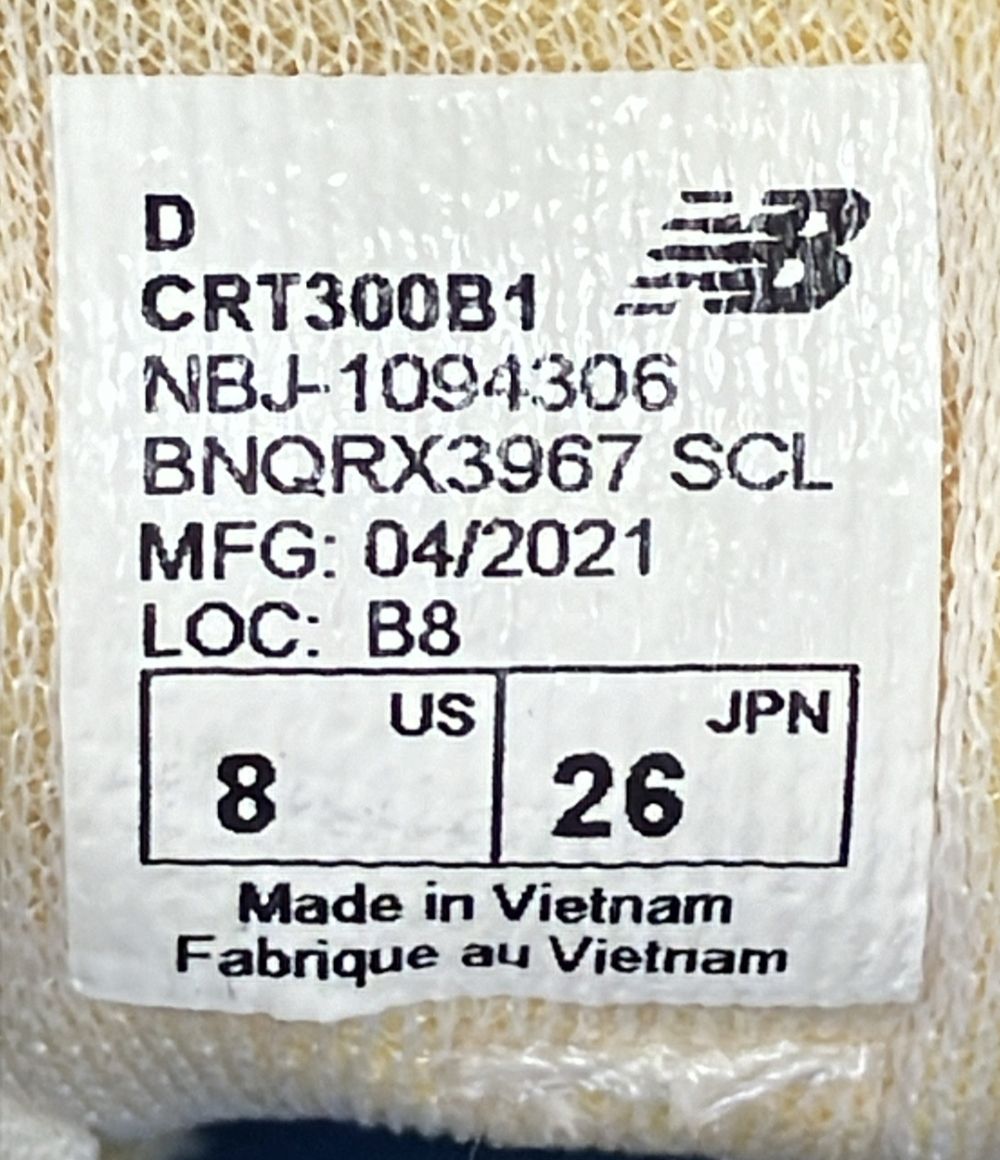 D
CRT300B1
NBJ-1094306
BNQRX3967 SCL
MFG: 04/2021
LOC: B8
US JPN
8 26
Made in Vietnam
Fabrique au Vietnam